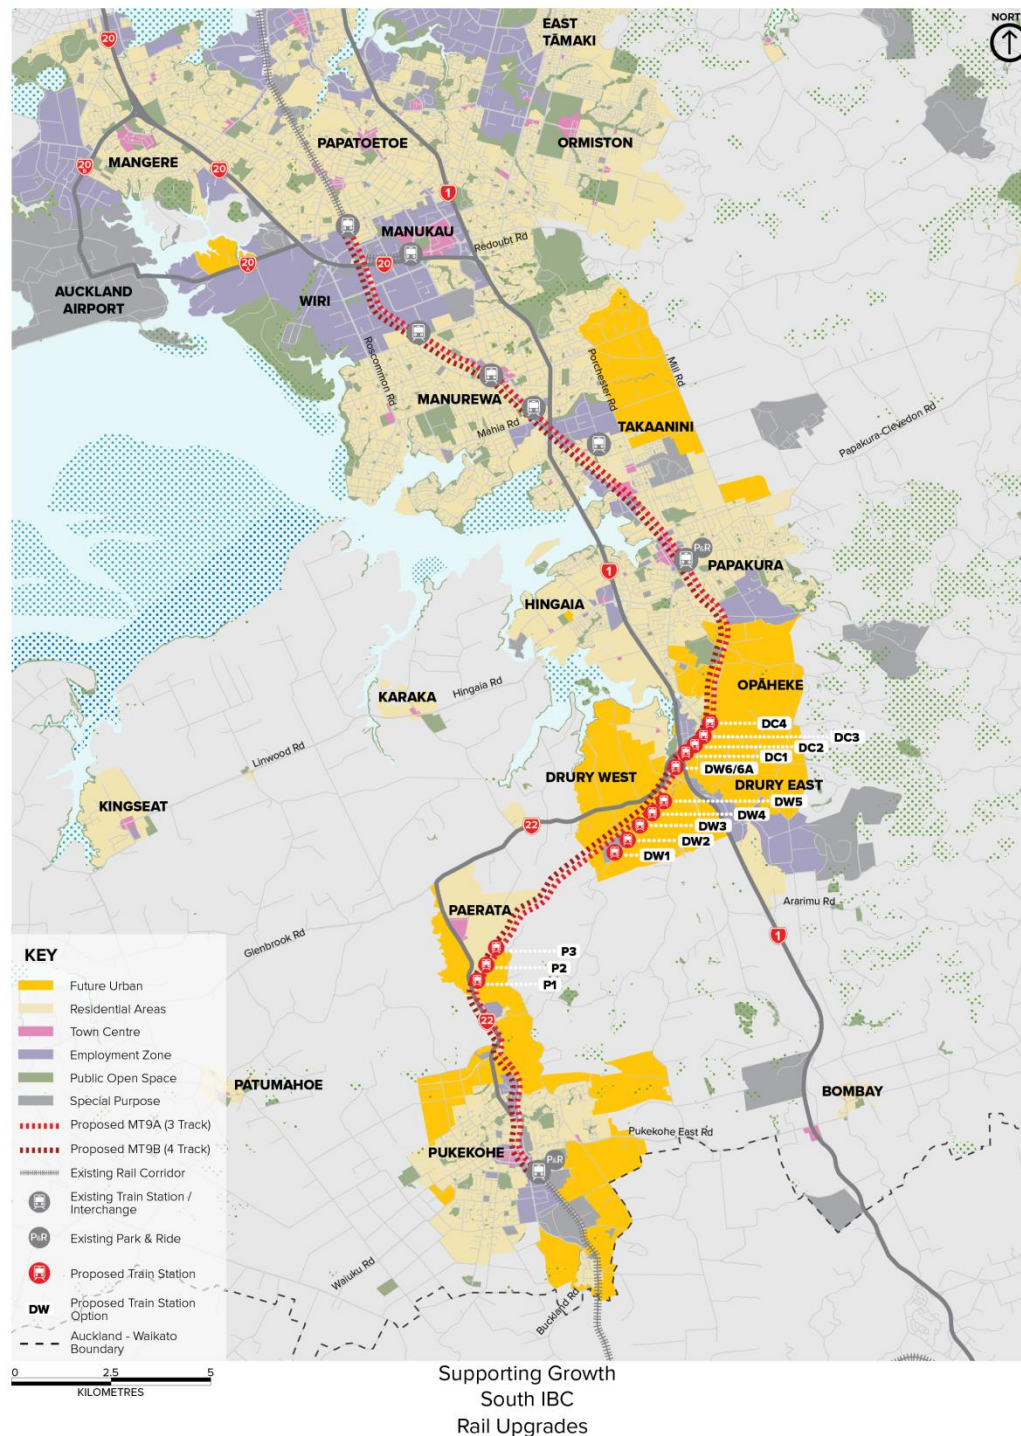 NORTH
EAST
TĀMAKI
20
PAPATOETOE
ORMISTON
MANGERE
20
20
B
1
MANUKAU
Redoubt Rd
20
20
A
AUCKLAND
AIRPORT
WIRI
Roscommon Rd
Porchester Rd
Mill Rd
MANUREWA
Mahia Rd
TAKAANINI
Papakura-Clevedon Rd
P&R
PAPAKURA
1
HINGAIA
KARAKA
Hingaia Rd
OPĀHEKE
DC4
DC3
DC2
DC1
Linwood Rd
DRURY WEST
DW6/6A
DRURY EAST
KINGSEAT
DW5
DW4
22
DW3
DW2
DW1
PAERATA
Ararimu Rd
Glenbrook Rd
1
P3
P2
P1
22
PATUMAHOE
BOMBAY
Pukekohe East Rd
PUKEKOHE
P&R
Waiuku Rd
Buckland Rd
KEY
Future Urban
Residential Areas
Town Centre
Employment Zone
Public Open Space
Special Purpose
Proposed MT9A (3 Track)
Proposed MT9B (4 Track)
Existing Rail Corridor
Existing Train Station /
Interchange
P&R Existing Park & Ride
Proposed Train Station
DW Proposed Train Station
Option
Auckland - Waikato
Boundary
0 2.5 5
KILOMETRES
Supporting Growth
South IBC
Rail Upgrades